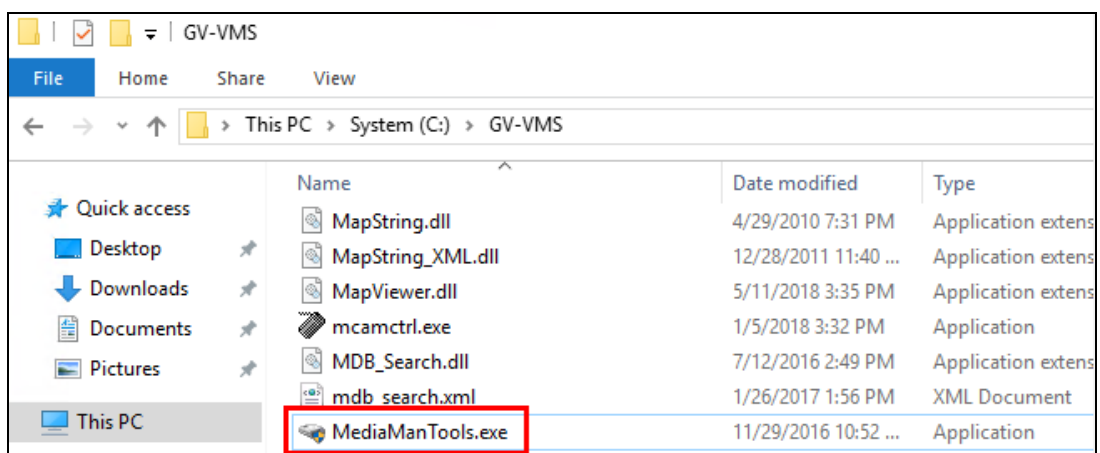 GV-VMS
File Home Share View
This PC > System (C:) > GV-VMS
Name Date modified Type
Quick access
Desktop
Downloads
Documents
Pictures
This PC
MapString.dll 4/29/2010 7:31 PM Application extens
MapString_XML.dll 12/28/2011 11:40 ... Application extens
MapViewer.dll 5/11/2018 3:35 PM Application extens
mcamctrl.exe 1/5/2018 3:32 PM Application
MDB_Search.dll 7/12/2016 2:49 PM Application extens
mdb_search.xml 1/26/2017 1:56 PM XML Document
MediaManTools.exe 11/29/2016 10:52 ... Application